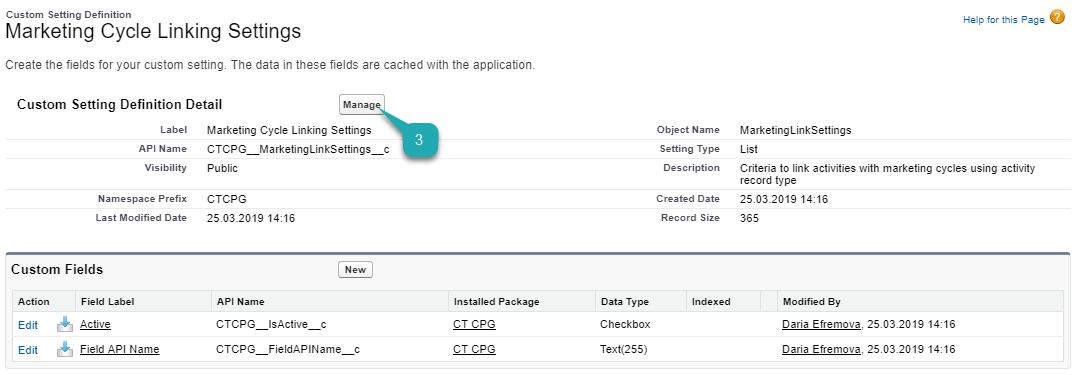 Custom Setting Definition
Marketing Cycle Linking Settings
Help for this Page ?
Create the fields for your custom setting. The data in these fields are cached with the application.
Custom Setting Definition Detail Manage
3
Label Marketing Cycle Linking Settings Object Name MarketingLinkSettings
API Name CTCPG__MarketingLinkSettings__c Setting Type List
Visibility Public Description Criteria to link activities with marketing cycles using activity
record type
Namespace Prefix CTCPG Created Date 25.03.2019 14:16
Last Modified Date 25.03.2019 14:16 Record Size 365
Custom Fields New
Action Field Label API Name Installed Package Data Type Indexed Modified By
Edit Active CTCPG__IsActive__c CT CPG Checkbox Daria Efremova, 25.03.2019 14:16
Edit Field API Name CTCPG__FieldAPIName__c CT CPG Text(255) Daria Efremova, 25.03.2019 14:16